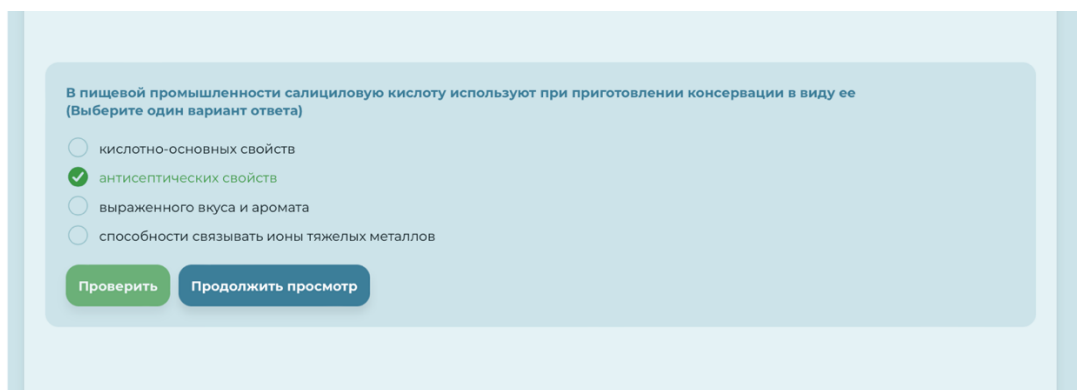 В пищевой промышленности салициловую кислоту используют при приготовлении консервации в виду ее
(Выберите один вариант ответа)
кислотно-основных свойств
антисептических свойств
выраженного вкуса и аромата
способности связывать ионы тяжелых металлов
Проверить Продолжить просмотр